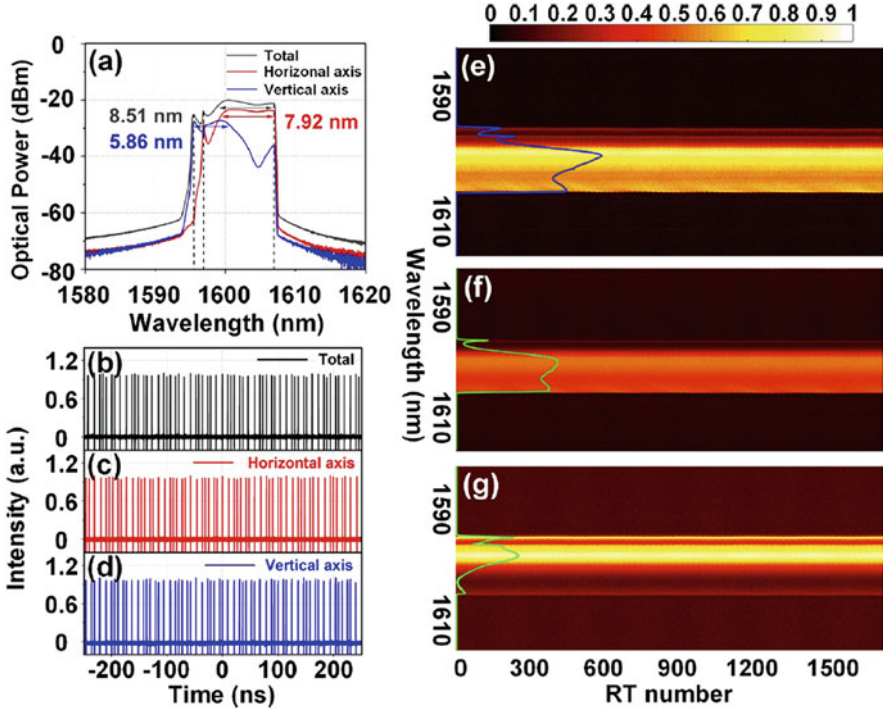 (a)
Total
Horizonal axis
Vertical axis
8.51 nm
5.86 nm
7.92 nm
0
-20
-40
-60
-80
Optical Power (dBm)
1580 1590 1600 1610 1620
Wavelength (nm)
(b)
Total
1.2
0.6
0
(c)
Horizontal axis
1.2
0.6
0
(d)
Vertical axis
1.2
0.6
0
Intensity (a.u.)
-200 -100 0 100 200
Time (ns)
0 0.1 0.2 0.3 0.4 0.5 0.6 0.7 0.8 0.9 1
(e)
1590
1610
(f)
1590
1610
(g)
1590
1610
Wavelength (nm)
0 300 600 900 1200 1500
RT number